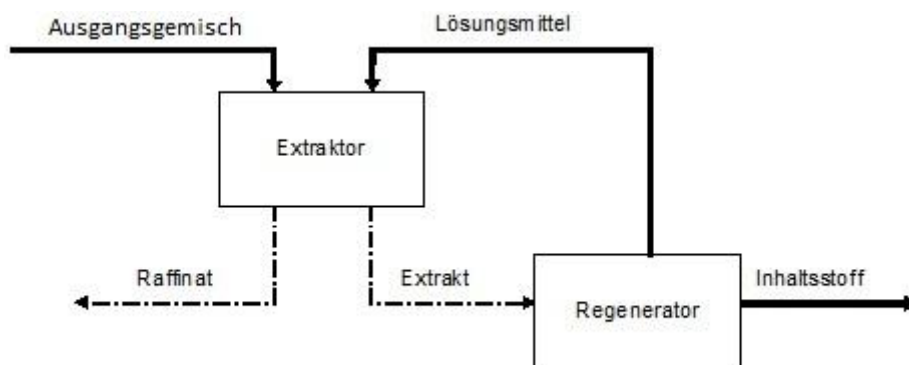 Ausgangsgemisch
Lösungsmittel
Extraktor
Raffinat
Extrakt
Inhaltsstoff
Regenerator